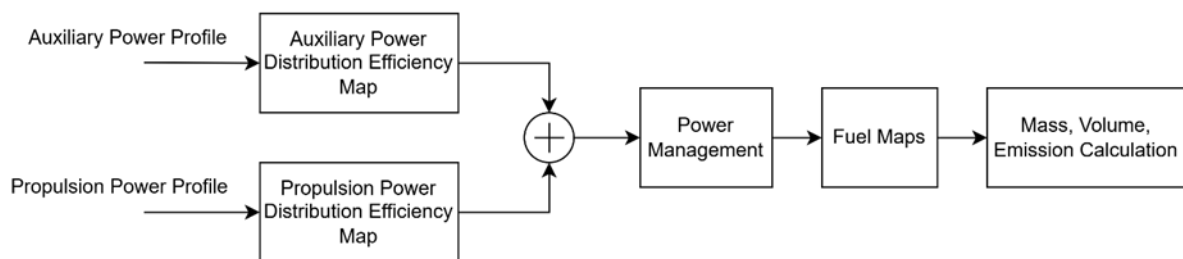 Auxiliary Power Profile
Auxiliary Power
Distribution Efficiency
Map
Propulsion Power Profile
Propulsion Power
Distribution Efficiency
Map
Power
Management
Fuel Maps
Mass, Volume,
Emission Calculation